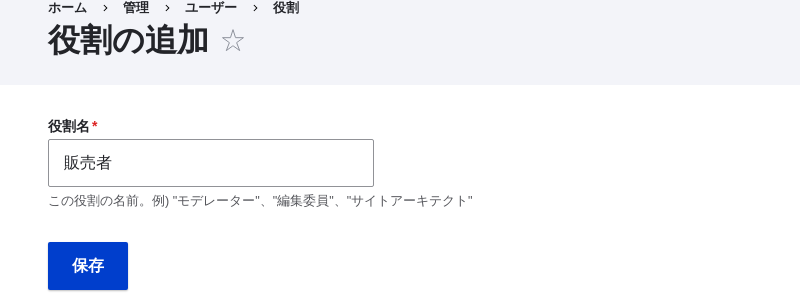 ホーム › 管理 › ユーザー › 役割
役割の追加 ☆
役割名*
販売者
この役割の名前。例) "モデレーター"、"編集委員"、"サイトアーキテクト"
保存